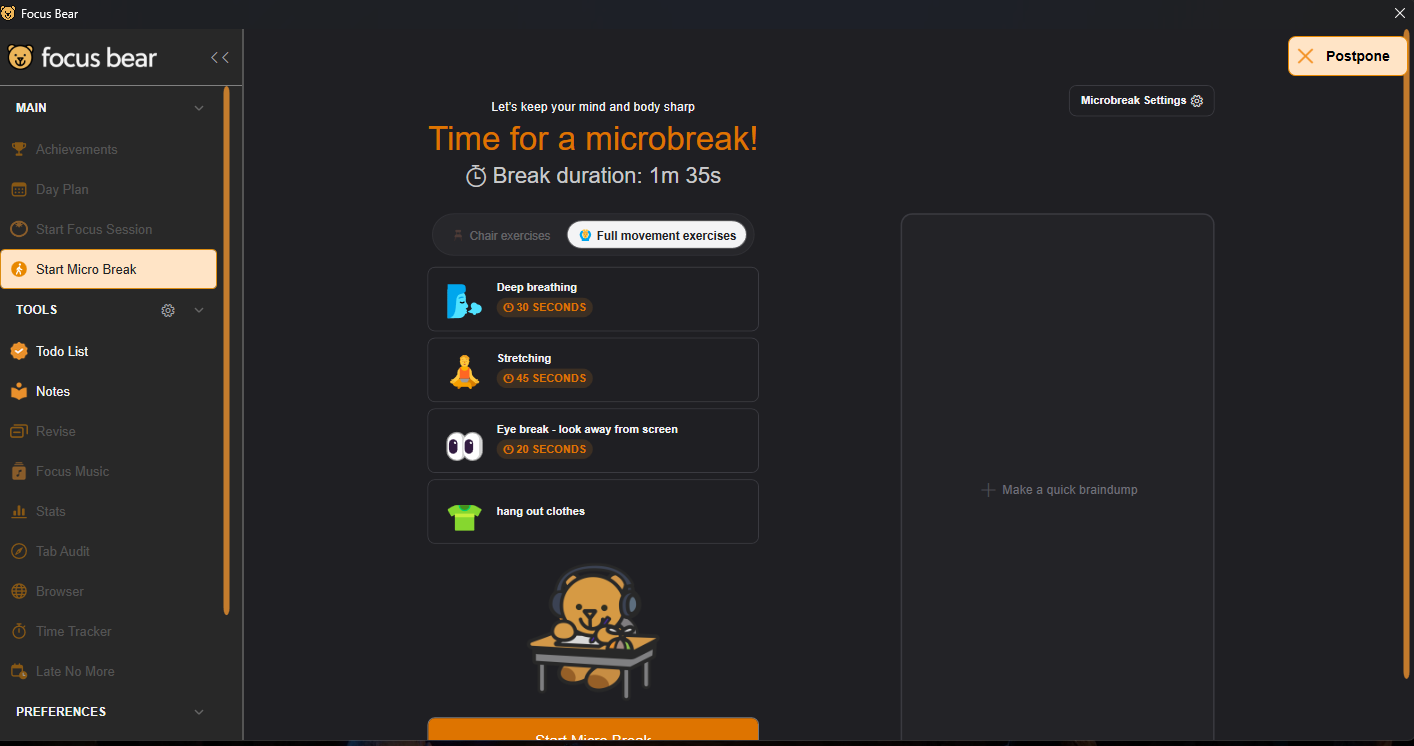 Focus Bear
focus bear
MAIN
Achievements
Day Plan
Start Focus Session
Start Micro Break
TOOLS
Todo List
Notes
Revise
Focus Music
Stats
Tab Audit
Browser
Time Tracker
Late No More
PREFERENCES
Postpone
Microbreak Settings
Let's keep your mind and body sharp
Time for a microbreak!
Break duration: 1m 35s
Chair exercises
Full movement exercises
Deep breathing
30 SECONDS
Stretching
45 SECONDS
Eye break - look away from screen
20 SECONDS
hang out clothes
Start Micro Break
Make a quick braindump